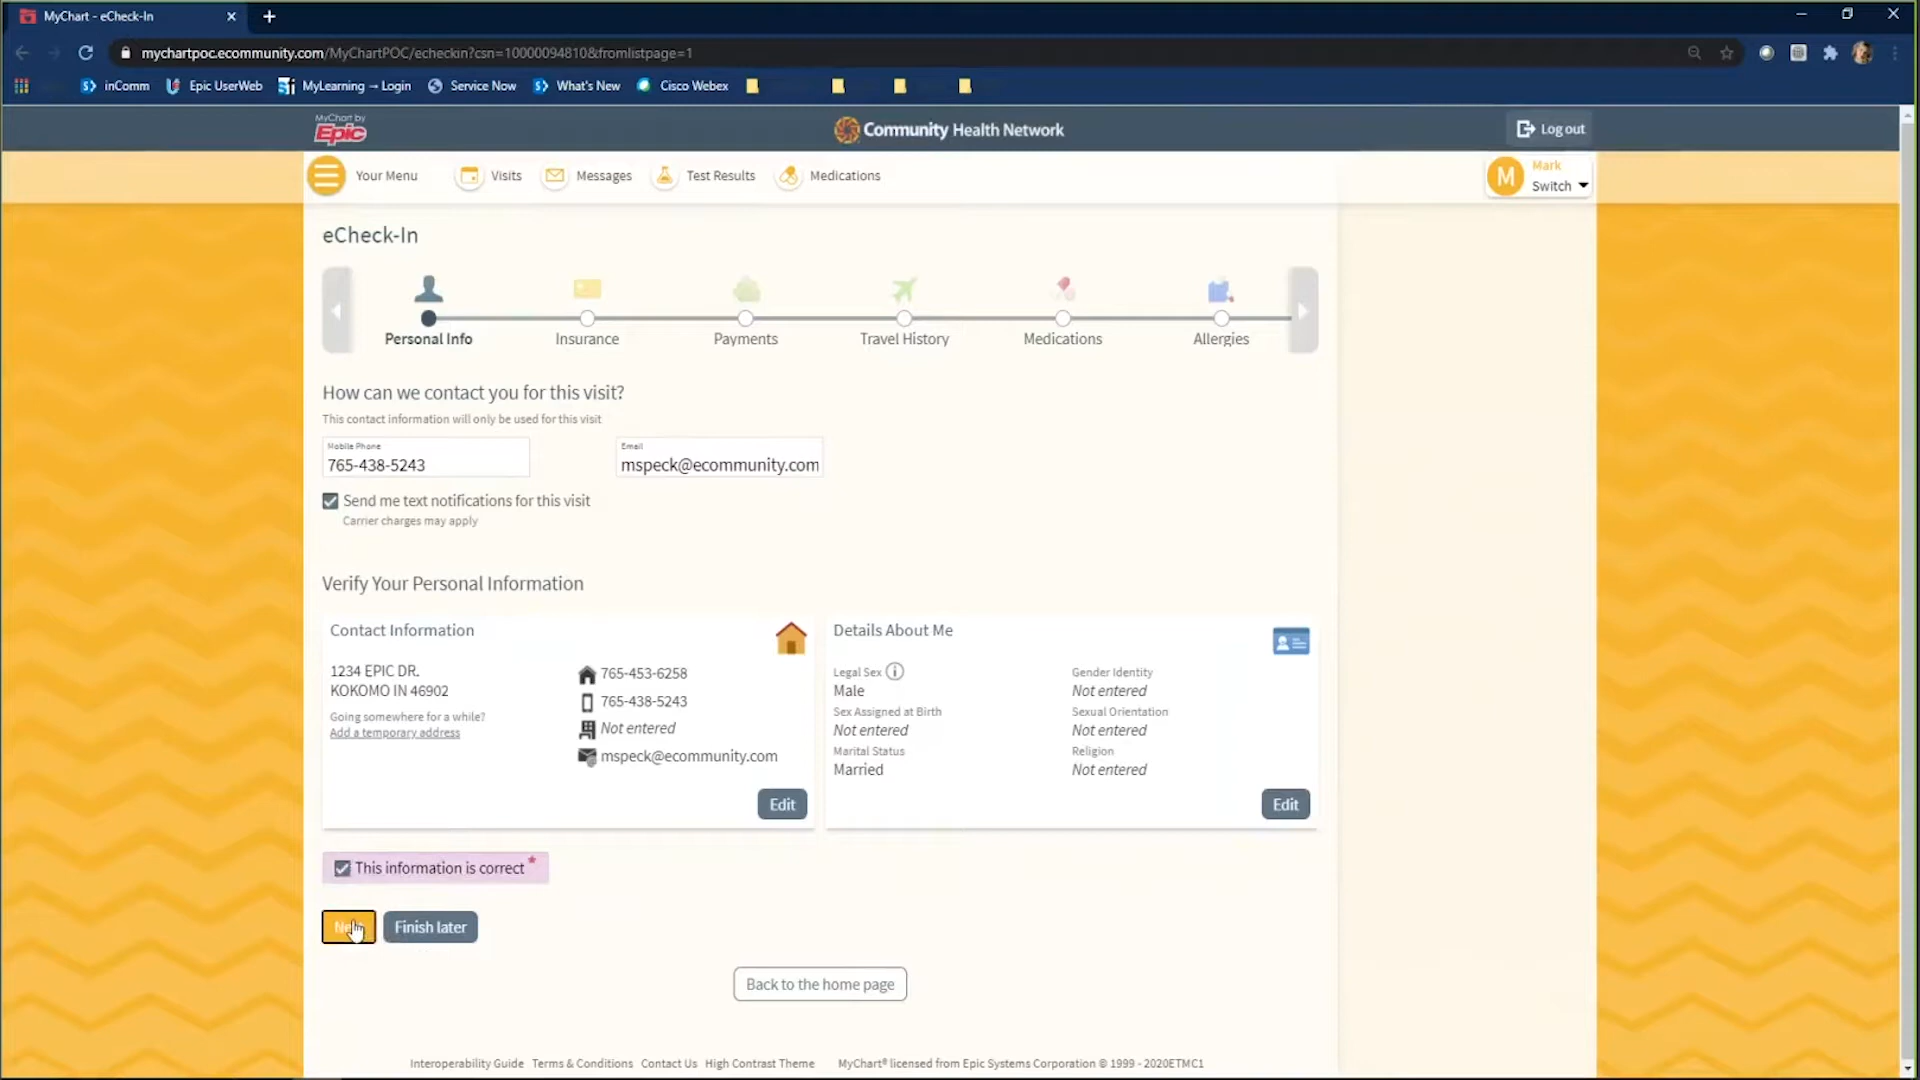 MyChart - eCheck-In
mychartpoc.ecommunity.com/MyChartPOC/echeckin?csn=10000094810&fromlistpage=1
inComm Epic UserWeb MyLearning → Login Service Now What's New Cisco Webex
MyChart by
Epic
Community Health Network
Log out
Your Menu Visits Messages Test Results Medications
M
Mark
Switch
eCheck-In
Personal Info Insurance Payments Travel History Medications Allergies
How can we contact you for this visit?
This contact information will only be used for this visit
Mobile Phone
765-438-5243
Email
mspeck@ecommunity.com
Send me text notifications for this visit
Carrier charges may apply
Verify Your Personal Information
Contact Information
1234 EPIC DR.
KOKOMO IN 46902
Going somewhere for a while?
Add a temporary address
765-453-6258
765-438-5243
Not entered
mspeck@ecommunity.com
Edit
Details About Me
Legal Sex
Male
Sex Assigned at Birth
Not entered
Marital Status
Married
Gender Identity
Not entered
Sexual Orientation
Not entered
Religion
Not entered
Edit
This information is correct *
Finish later
Back to the home page
Interoperability Guide Terms & Conditions Contact Us High Contrast Theme MyChart® licensed from Epic Systems Corporation © 1999 - 2020ETMC1